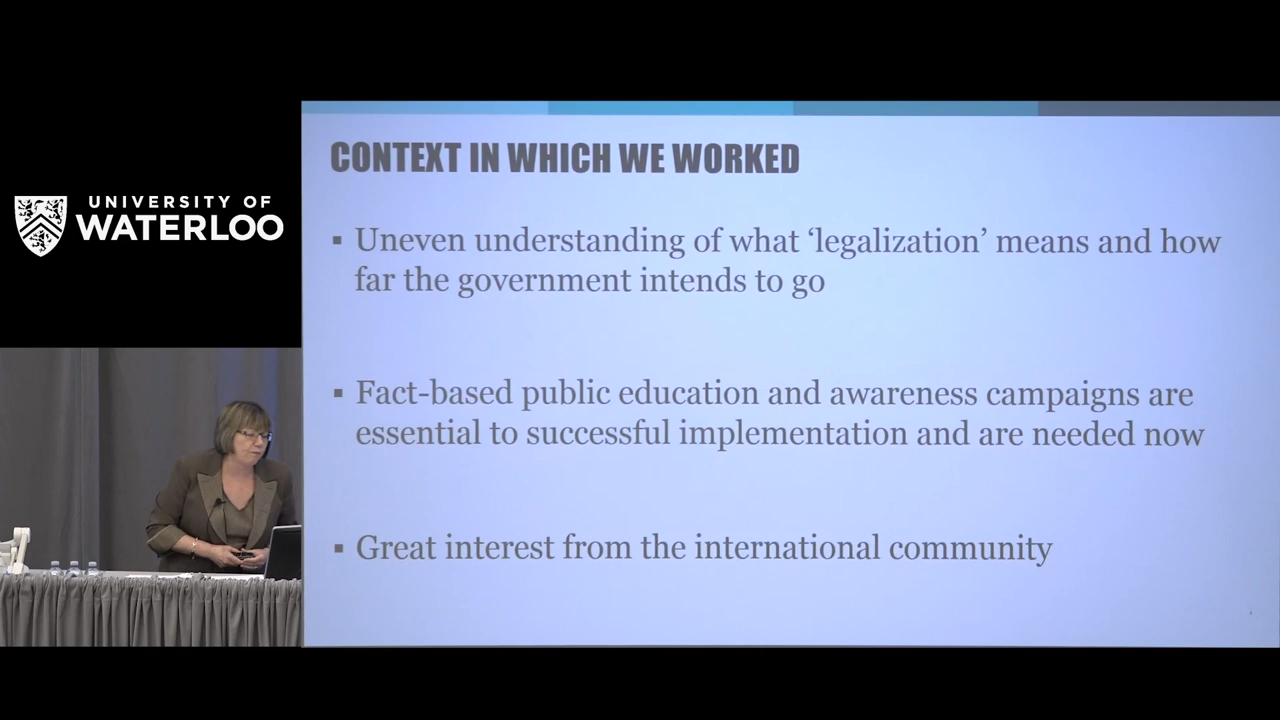 UNIVERSITY OF
WATERLOO
CONTEXT IN WHICH WE WORKED
▪ Uneven understanding of what ‘legalization’ means and how
far the government intends to go
▪ Fact-based public education and awareness campaigns are
essential to successful implementation and are needed now
▪ Great interest from the international community